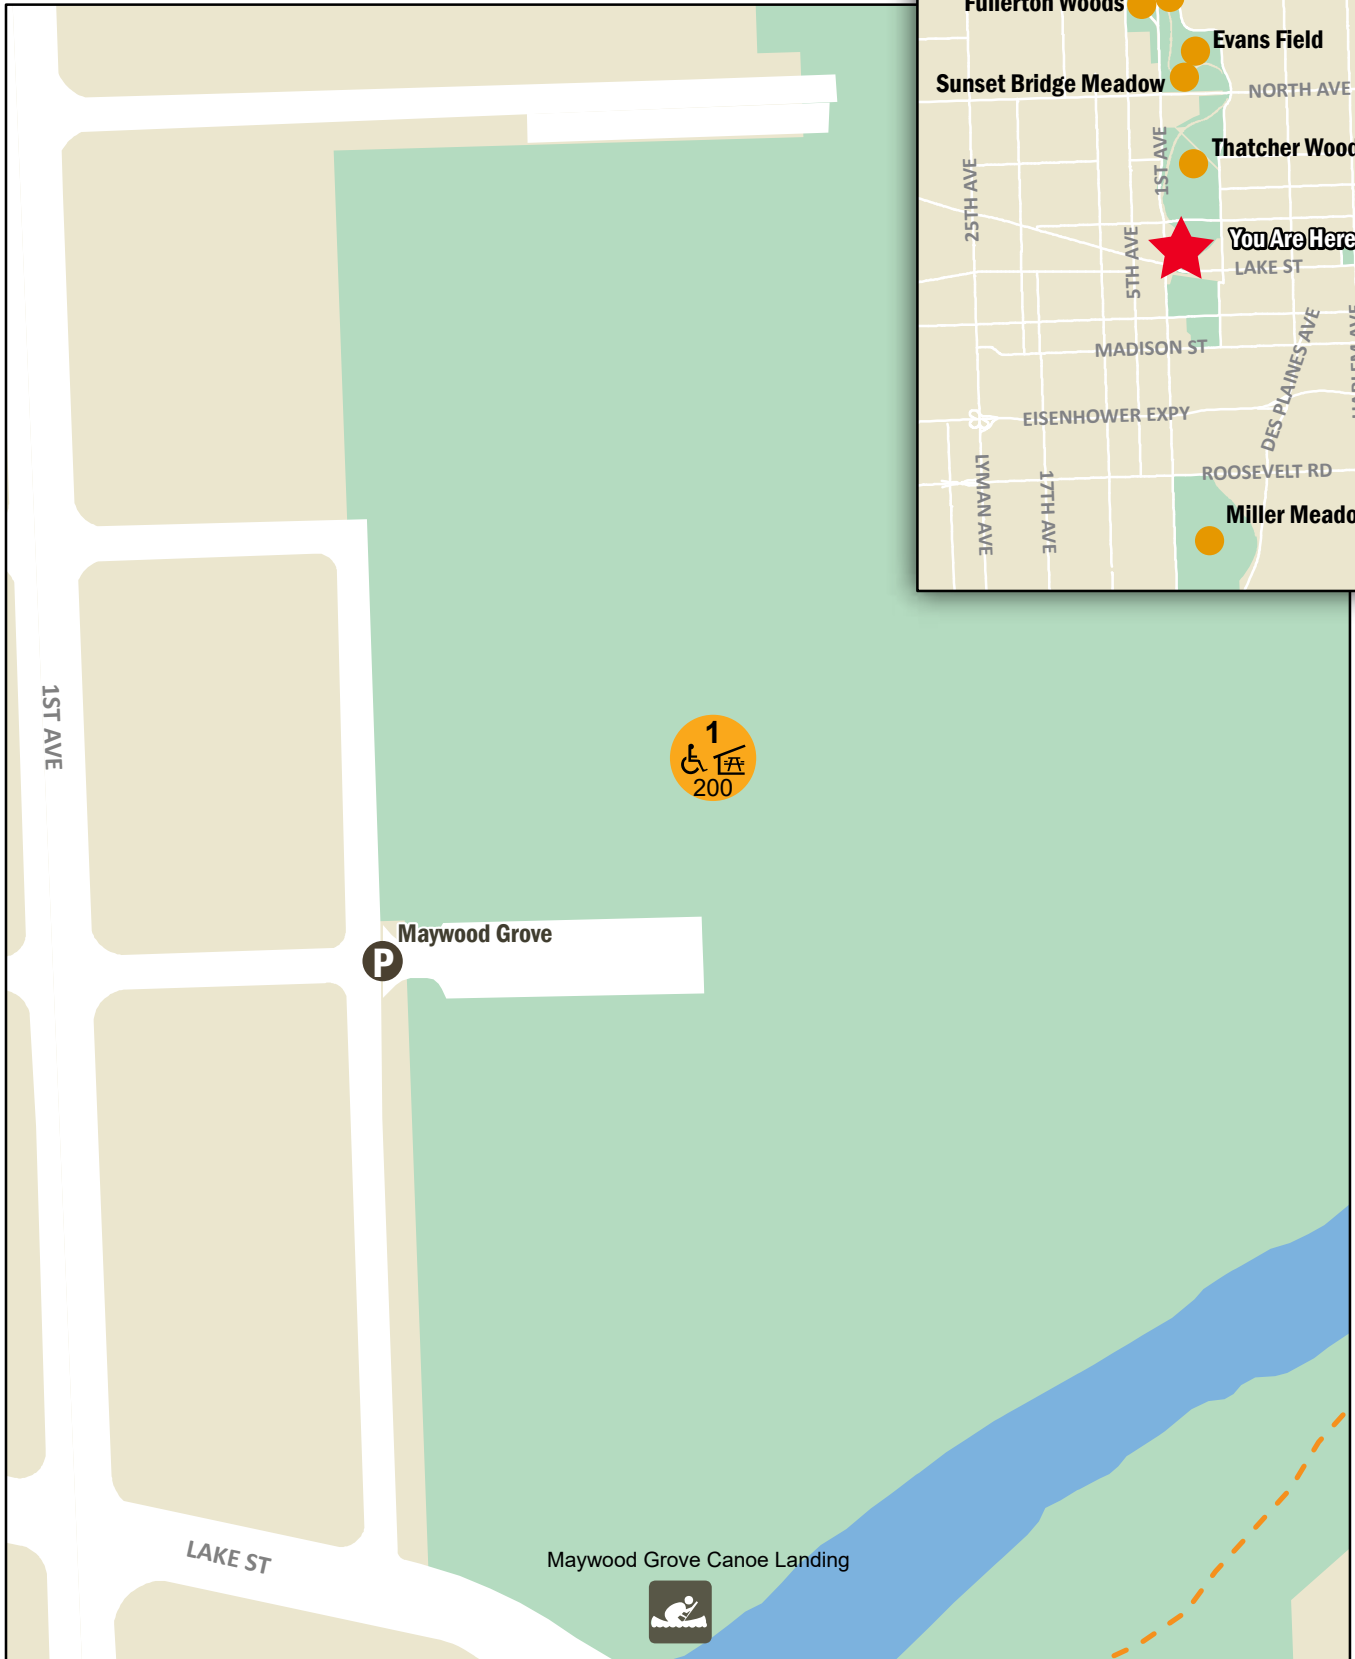 Fullerton Woods
Evans Field
Sunset Bridge Meadow
NORTH AVE
1ST AVE
Thatcher Wood
25TH AVE
5TH AVE
You Are Here
LAKE ST
MADISON ST
DES PLAINES AVE
HARLEM AVE
EISENHOWER EXPY
LYMAN AVE
17TH AVE
ROOSEVELT RD
Miller Meado
1ST AVE
1
200
Maywood Grove
P
LAKE ST
Maywood Grove Canoe Landing